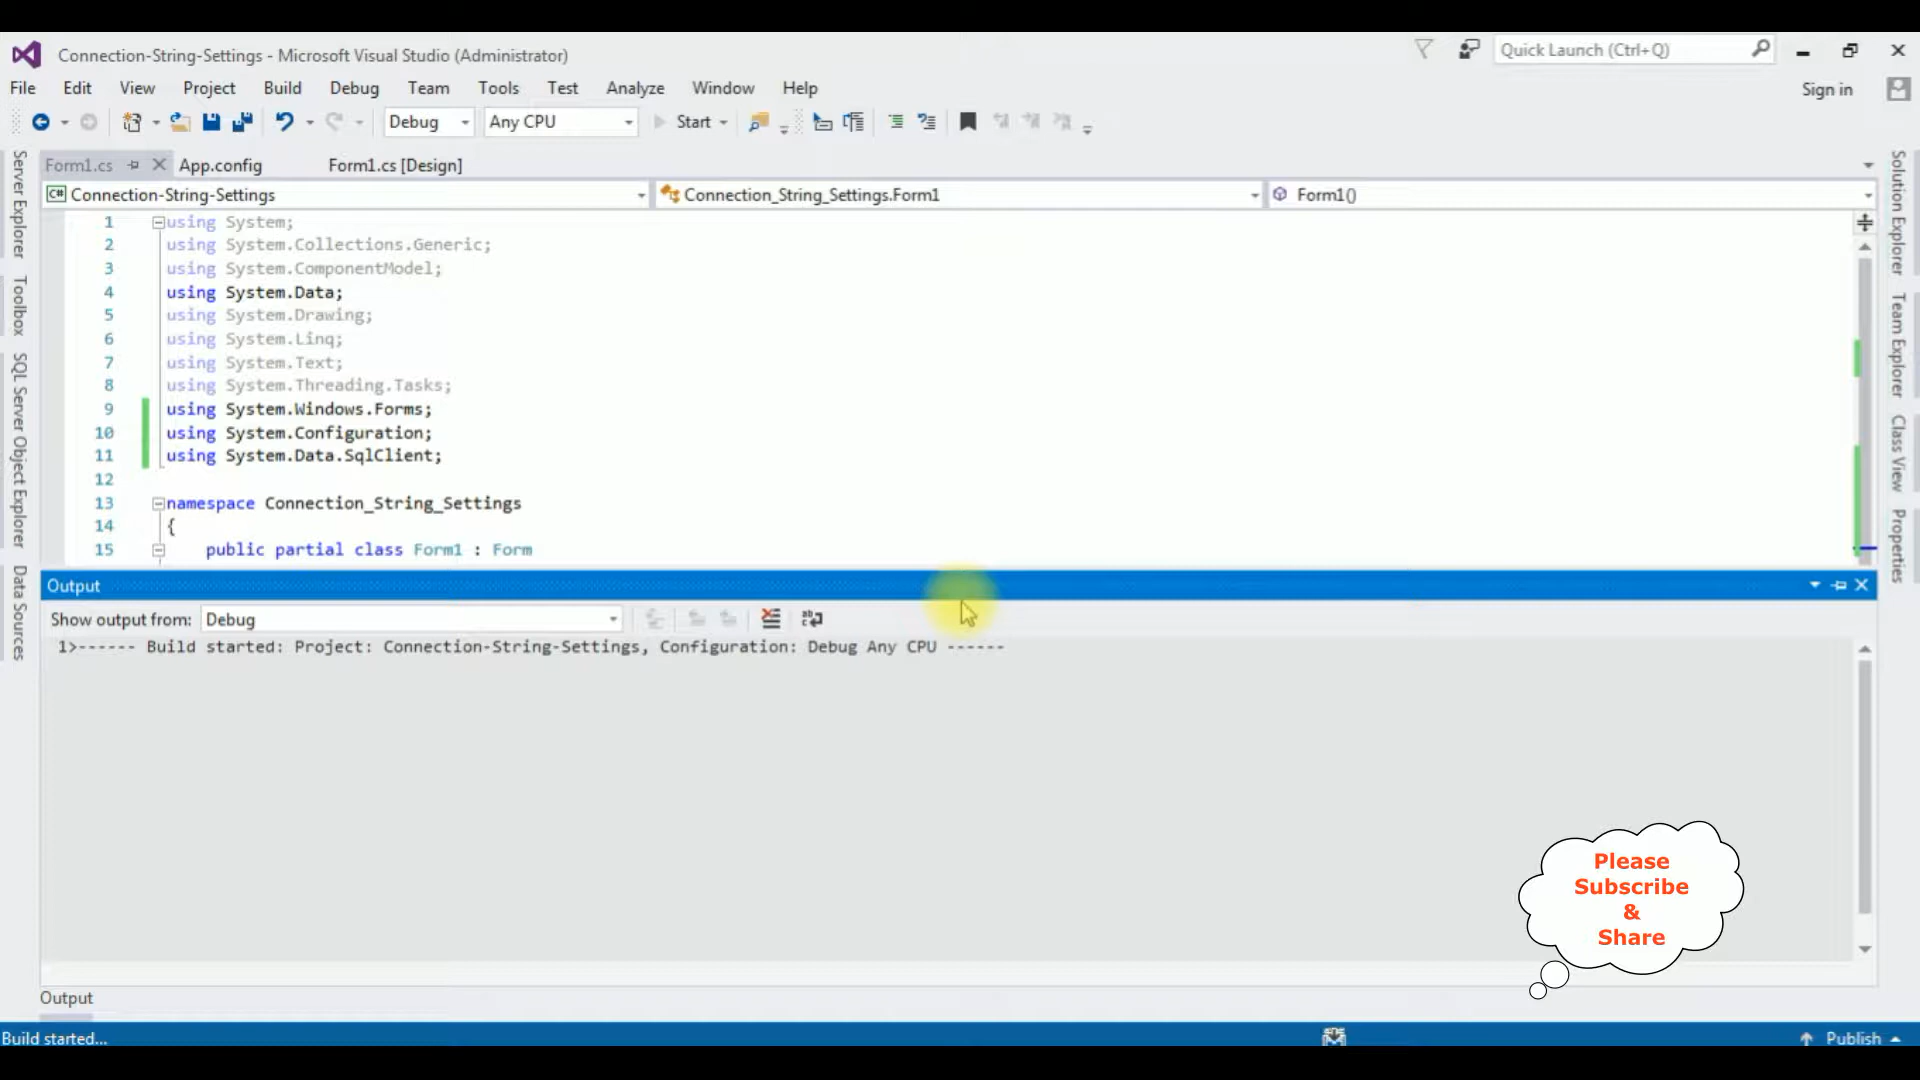 Connection-String-Settings - Microsoft Visual Studio (Administrator)
Quick Launch (Ctrl+Q)
File Edit View Project Build Debug Team Tools Test Analyze Window Help
Sign in
Debug Any CPU Start
Form1.cs App.config Form1.cs [Design]
C# Connection-String-Settings Connection_String_Settings.Form1 Form1()
1 using System;
2 using System.Collections.Generic;
3 using System.ComponentModel;
4 using System.Data;
5 using System.Drawing;
6 using System.Linq;
7 using System.Text;
8 using System.Threading.Tasks;
9 using System.Windows.Forms;
10 using System.Configuration;
11 using System.Data.SqlClient;
12
13 namespace Connection_String_Settings
14 {
15 public partial class Form1 : Form
Server Explorer
Toolbox
SQL Server Object Explorer
Data Sources
Solution Explorer
Team Explorer
Class View
Properties
Output
Show output from: Debug
1>------ Build started: Project: Connection-String-Settings, Configuration: Debug Any CPU ------
Please
Subscribe
&
Share
Output
Build started...
Publish